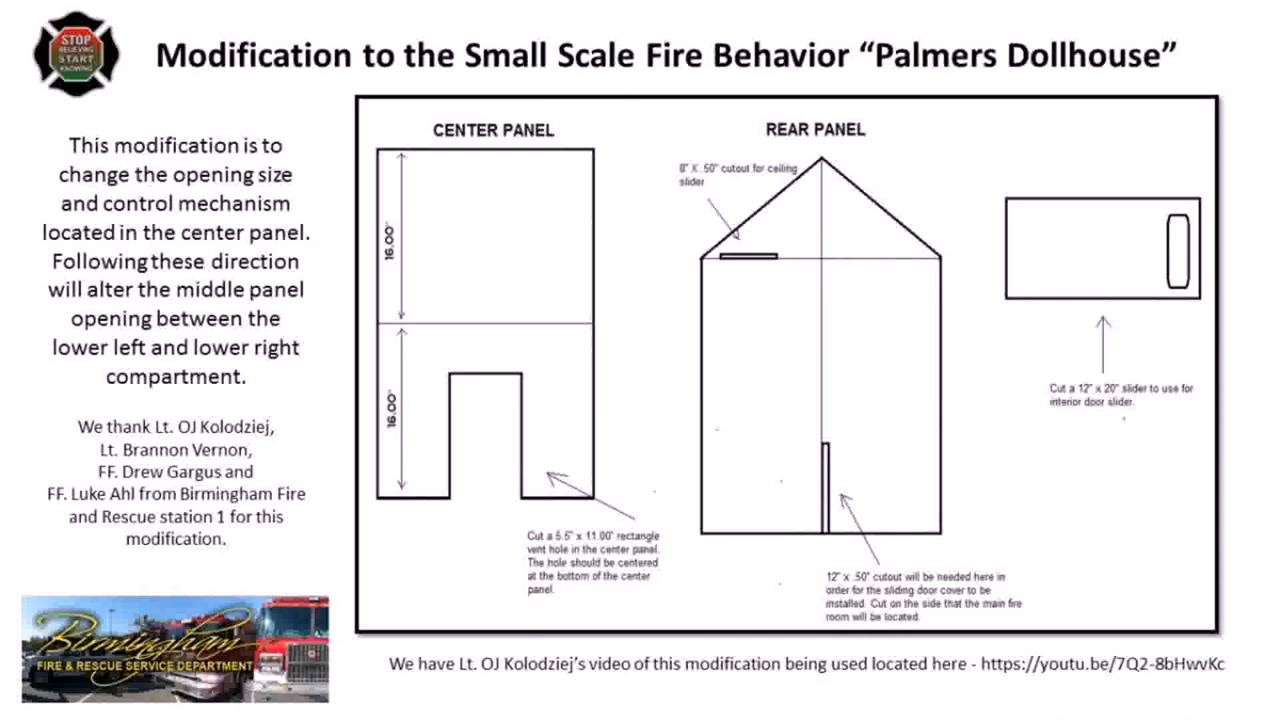 STOP
BELIEVING
START
KNOWING
Modification to the Small Scale Fire Behavior “Palmers Dollhouse”
This modification is to
change the opening size
and control mechanism
located in the center panel.
Following these direction
will alter the middle panel
opening between the
lower left and lower right
compartment.
We thank Lt. OJ Kolodziej,
Lt. Brannon Vernon,
FF. Drew Gargus and
FF. Luke Ahl from Birmingham Fire
and Rescue station 1 for this
modification.
Birmingham
FIRE & RESCUE SERVICE DEPARTMENT
CENTER PANEL
16.00"
16.00"
Cut a 5.5" x 11.00" rectangle
vent hole in the center panel.
The hole should be centered
at the bottom of the center
panel.
REAR PANEL
8" X .50" cutout for ceiling
slider
12" x .50" cutout will be needed here in
order for the sliding door cover to be
installed. Cut on the side that the main fire
room will be located.
Cut a 12" x 20" slider to use for
interior door slider.
We have Lt. OJ Kolodziej’s video of this modification being used located here - https://youtu.be/7Q2-8bHwvKc